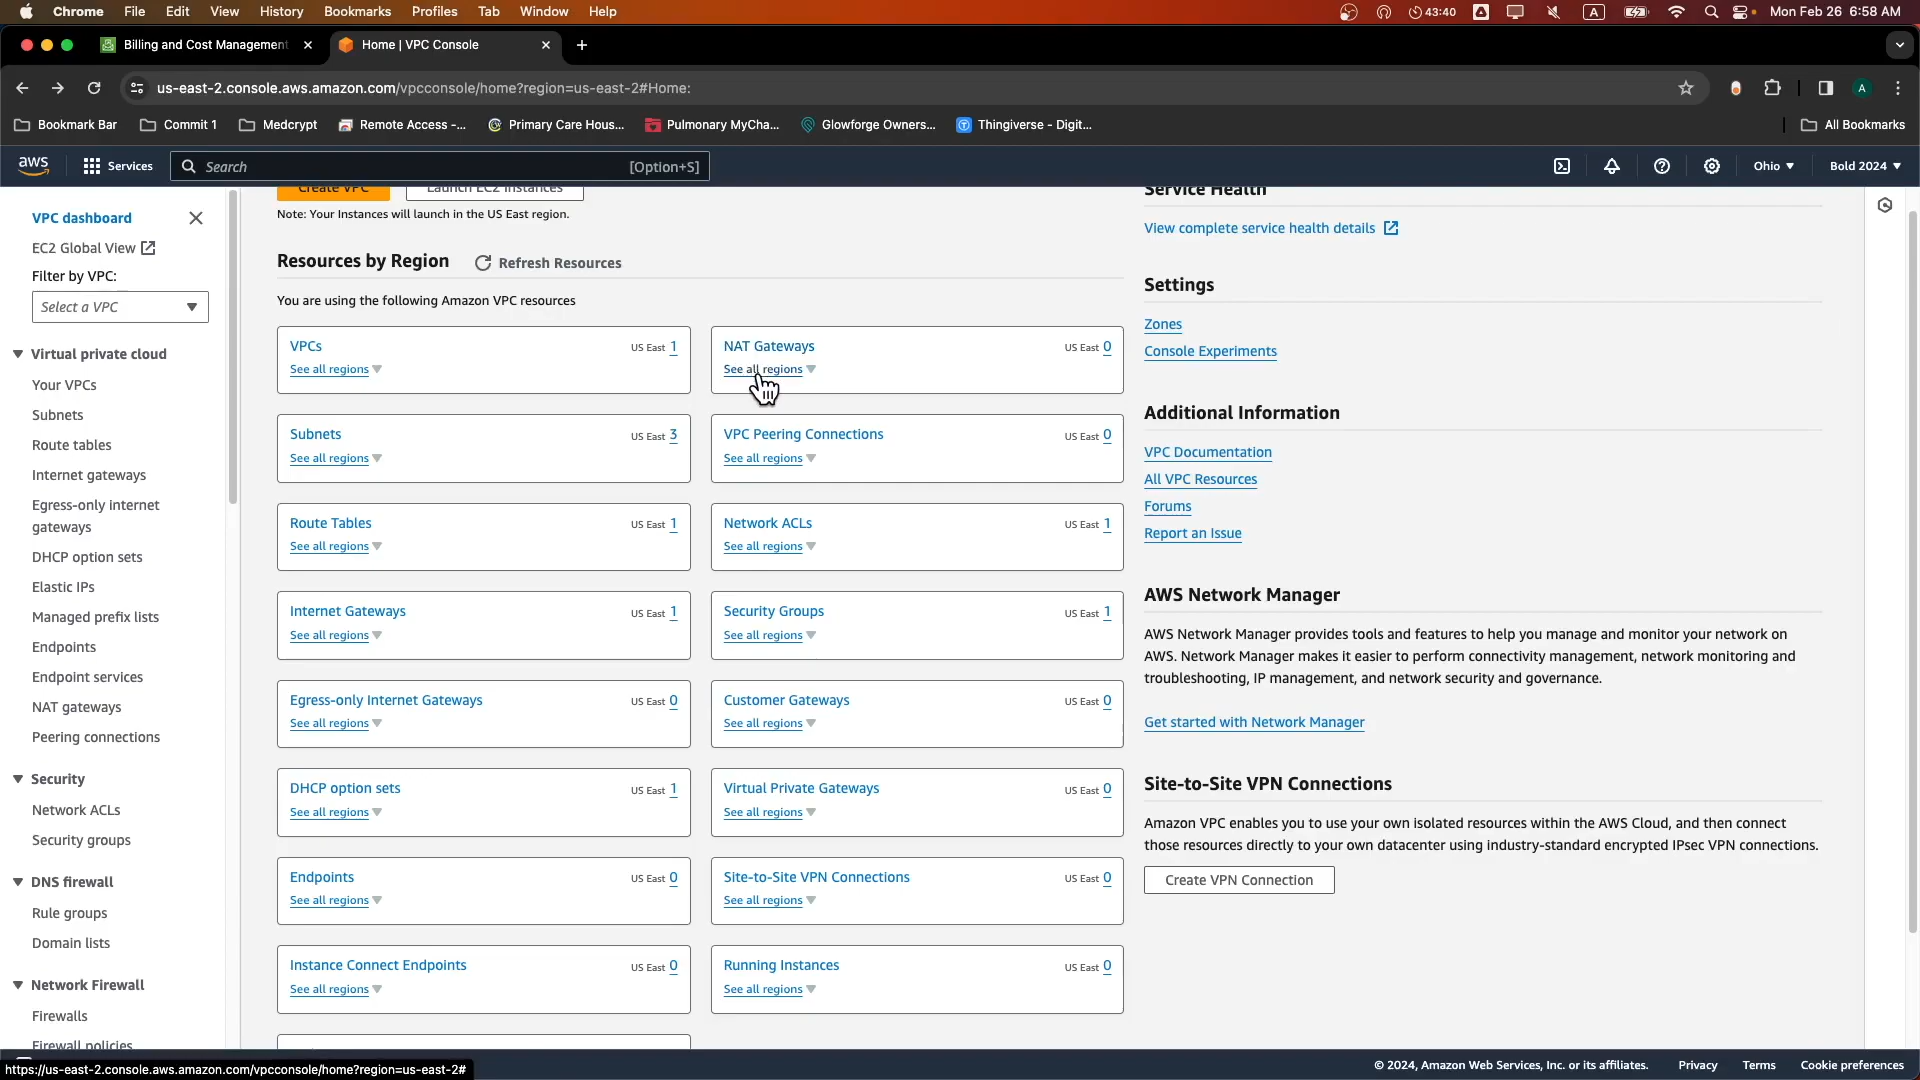 Chrome File Edit View History Bookmarks Profiles Tab Window Help 43:40 A Mon Feb 26 6:58 AM
Billing and Cost Management
Home | VPC Console
us-east-2.console.aws.amazon.com/vpcconsole/home?region=us-east-2#Home:
A
Bookmark Bar Commit 1 Medcrypt Remote Access -... Primary Care Hous... Pulmonary MyCha... Glowforge Owners... Thingiverse - Digit... All Bookmarks
aws Services Search [Option+S] Ohio Bold 2024
VPC dashboard
EC2 Global View
Filter by VPC:
Select a VPC
Virtual private cloud
Your VPCs
Subnets
Route tables
Internet gateways
Egress-only internet
gateways
DHCP option sets
Elastic IPs
Managed prefix lists
Endpoints
Endpoint services
NAT gateways
Peering connections
Security
Network ACLs
Security groups
DNS firewall
Rule groups
Domain lists
Network Firewall
Firewalls
Firewall policies
Create VPC Launch EC2 Instances
Note: Your Instances will launch in the US East region.
Resources by Region Refresh Resources
You are using the following Amazon VPC resources
VPCs US East 1
See all regions
NAT Gateways US East 0
See all regions
Subnets US East 3
See all regions
VPC Peering Connections US East 0
See all regions
Route Tables US East 1
See all regions
Network ACLs US East 1
See all regions
Internet Gateways US East 1
See all regions
Security Groups US East 1
See all regions
Egress-only Internet Gateways US East 0
See all regions
Customer Gateways US East 0
See all regions
DHCP option sets US East 1
See all regions
Virtual Private Gateways US East 0
See all regions
Endpoints US East 0
See all regions
Site-to-Site VPN Connections US East 0
See all regions
Instance Connect Endpoints US East 0
See all regions
Running Instances US East 0
See all regions
Service Health
View complete service health details
Settings
Zones
Console Experiments
Additional Information
VPC Documentation
All VPC Resources
Forums
Report an Issue
AWS Network Manager
AWS Network Manager provides tools and features to help you manage and monitor your network on
AWS. Network Manager makes it easier to perform connectivity management, network monitoring and
troubleshooting, IP management, and network security and governance.
Get started with Network Manager
Site-to-Site VPN Connections
Amazon VPC enables you to use your own isolated resources within the AWS Cloud, and then connect
those resources directly to your own datacenter using industry-standard encrypted IPsec VPN connections.
Create VPN Connection
https://us-east-2.console.aws.amazon.com/vpcconsole/home?region=us-east-2#
© 2024, Amazon Web Services, Inc. or its affiliates. Privacy Terms Cookie preferences